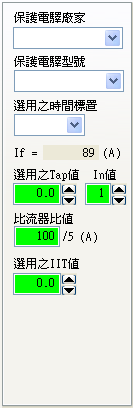 保護電驛廠家
保護電驛型號
選用之時間標置
If = 89 (A)
選用之Tap值 In值
0.0 1
比流器比值
100 /5 (A)
選用之IIT值
0.0